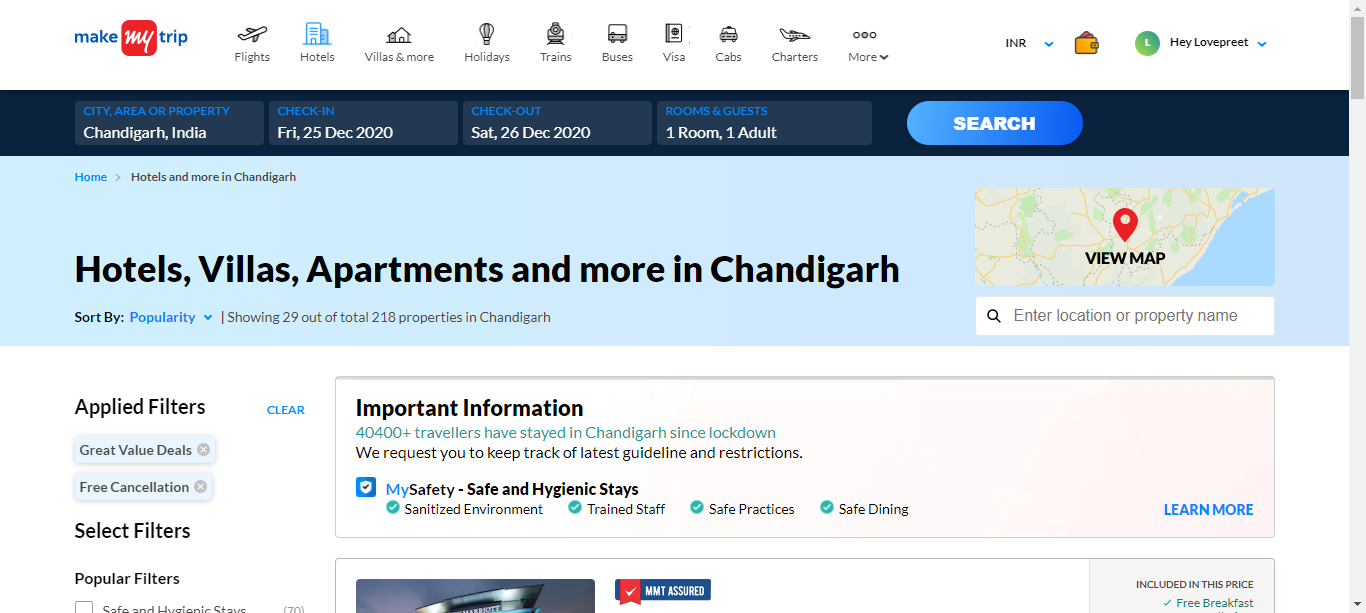 make my trip
Flights
Hotels
Villas & more
Holidays
Trains
Buses
Visa
Cabs
Charters
More
INR
L
Hey Lovepreet
CITY, AREA OR PROPERTY
Chandigarh, India
CHECK-IN
Fri, 25 Dec 2020
CHECK-OUT
Sat, 26 Dec 2020
ROOMS & GUESTS
1 Room, 1 Adult
SEARCH
Home > Hotels and more in Chandigarh
VIEW MAP
Hotels, Villas, Apartments and more in Chandigarh
Sort By: Popularity | Showing 29 out of total 218 properties in Chandigarh
Enter location or property name
Applied Filters
CLEAR
Great Value Deals
Free Cancellation
Select Filters
Popular Filters
Safe and Hygienic Stays (70)
Important Information
40400+ travellers have stayed in Chandigarh since lockdown
We request you to keep track of latest guideline and restrictions.
MySafety - Safe and Hygienic Stays
Sanitized Environment
Trained Staff
Safe Practices
Safe Dining
LEARN MORE
MARRIOTT
MMT ASSURED
INCLUDED IN THIS PRICE
Free Breakfast